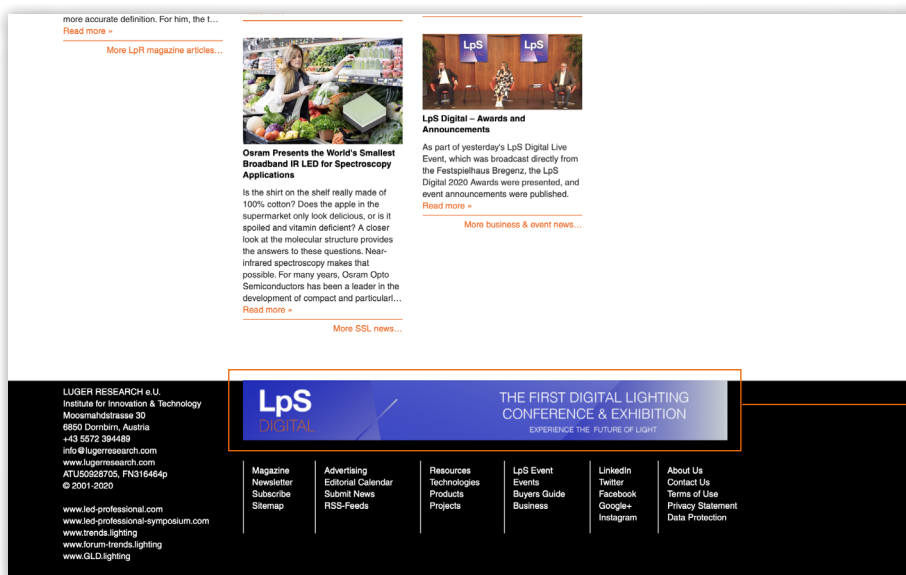 more accurate definition. For him, the t…
Read more »
More LpR magazine articles…
Osram Presents the World's Smallest
Broadband IR LED for Spectroscopy
Applications
Is the shirt on the shelf really made of
100% cotton? Does the apple in the
supermarket only look delicious, or is it
spoiled and vitamin deficient? A closer
look at the molecular structure provides
the answers to these questions. Near-
infrared spectroscopy makes that
possible. For many years, Osram Opto
Semiconductors has been a leader in the
development of compact and particularl…
Read more »
More SSL news…
LpS
LpS
LpS Digital – Awards and
Announcements
As part of yesterday's LpS Digital Live
Event, which was broadcast directly from
the Festspielhaus Bregenz, the LpS
Digital 2020 Awards were presented, and
event announcements were published.
Read more »
More business & event news…
LUGER RESEARCH e.U.
Institute for Innovation & Technology
Moosmahdstrasse 30
6850 Dornbirn, Austria
+43 5572 394489
info@lugerresearch.com
www.lugerresearch.com
ATU50928705, FN316464p
© 2001-2020
www.led-professional.com
www.led-professional-symposium.com
www.trends.lighting
www.forum-trends.lighting
www.GLD.lighting
LpS
DIGITAL
THE FIRST DIGITAL LIGHTING
CONFERENCE & EXHIBITION
EXPERIENCE THE FUTURE OF LIGHT
Magazine
Newsletter
Subscribe
Sitemap
Advertising
Editorial Calendar
Submit News
RSS-Feeds
Resources
Technologies
Products
Projects
LpS Event
Events
Buyers Guide
Business
LinkedIn
Twitter
Facebook
Google+
Instagram
About Us
Contact Us
Terms of Use
Privacy Statement
Data Protection